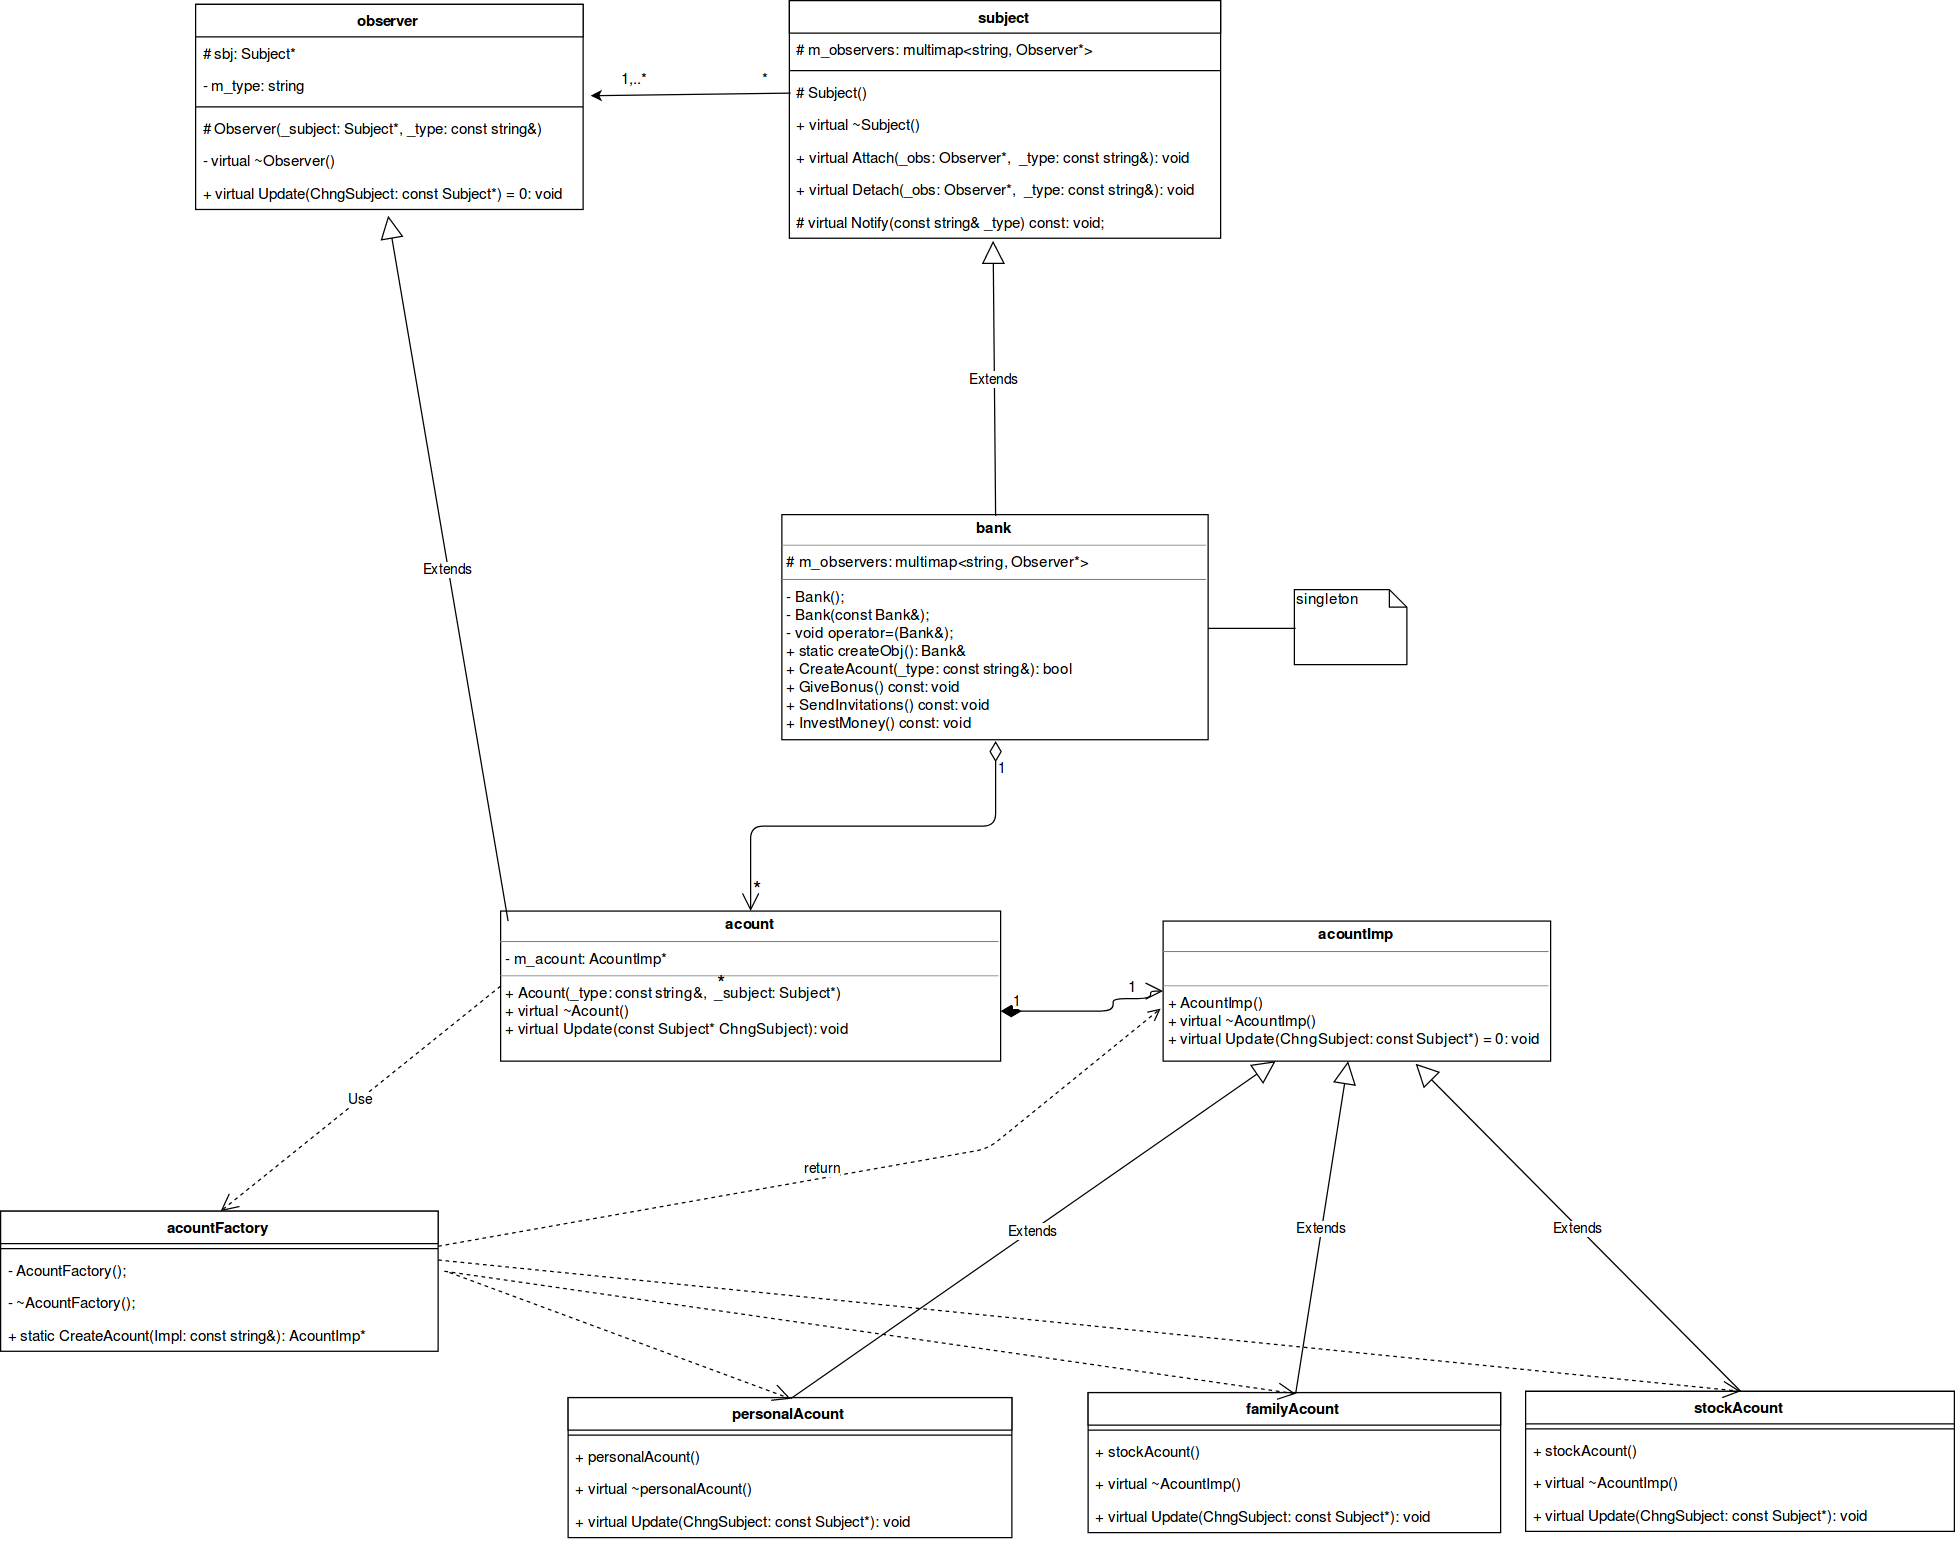 observer
# sbj: Subject*
- m_type: string
# Observer(_subject: Subject*, _type: const string&)
- virtual ~Observer()
+ virtual Update(ChngSubject: const Subject*) = 0: void
1,..*
*
subject
# m_observers: multimap<string, Observer*>
# Subject()
+ virtual ~Subject()
+ virtual Attach(_obs: Observer*, _type: const string&): void
+ virtual Detach(_obs: Observer*, _type: const string&): void
# virtual Notify(const string& _type) const: void;
Extends
Extends
bank
# m_observers: multimap<string, Observer*>
- Bank();
- Bank(const Bank&);
- void operator=(Bank&);
+ static createObj(): Bank&
+ CreateAcount(_type: const string&): bool
+ GiveBonus() const: void
+ SendInvitations() const: void
+ InvestMoney() const: void
singleton
1
*
acount
- m_acount: AcountImp*
*
+ Acount(_type: const string&, _subject: Subject*)
+ virtual ~Acount()
+ virtual Update(const Subject* ChngSubject): void
1
1
acountImp
+ AcountImp()
+ virtual ~AcountImp()
+ virtual Update(ChngSubject: const Subject*) = 0: void
Use
return
Extends
Extends
Extends
acountFactory
- AcountFactory();
- ~AcountFactory();
+ static CreateAcount(Impl: const string&): AcountImp*
personalAcount
+ personalAcount()
+ virtual ~personalAcount()
+ virtual Update(ChngSubject: const Subject*): void
familyAcount
+ stockAcount()
+ virtual ~AcountImp()
+ virtual Update(ChngSubject: const Subject*): void
stockAcount
+ stockAcount()
+ virtual ~AcountImp()
+ virtual Update(ChngSubject: const Subject*): void